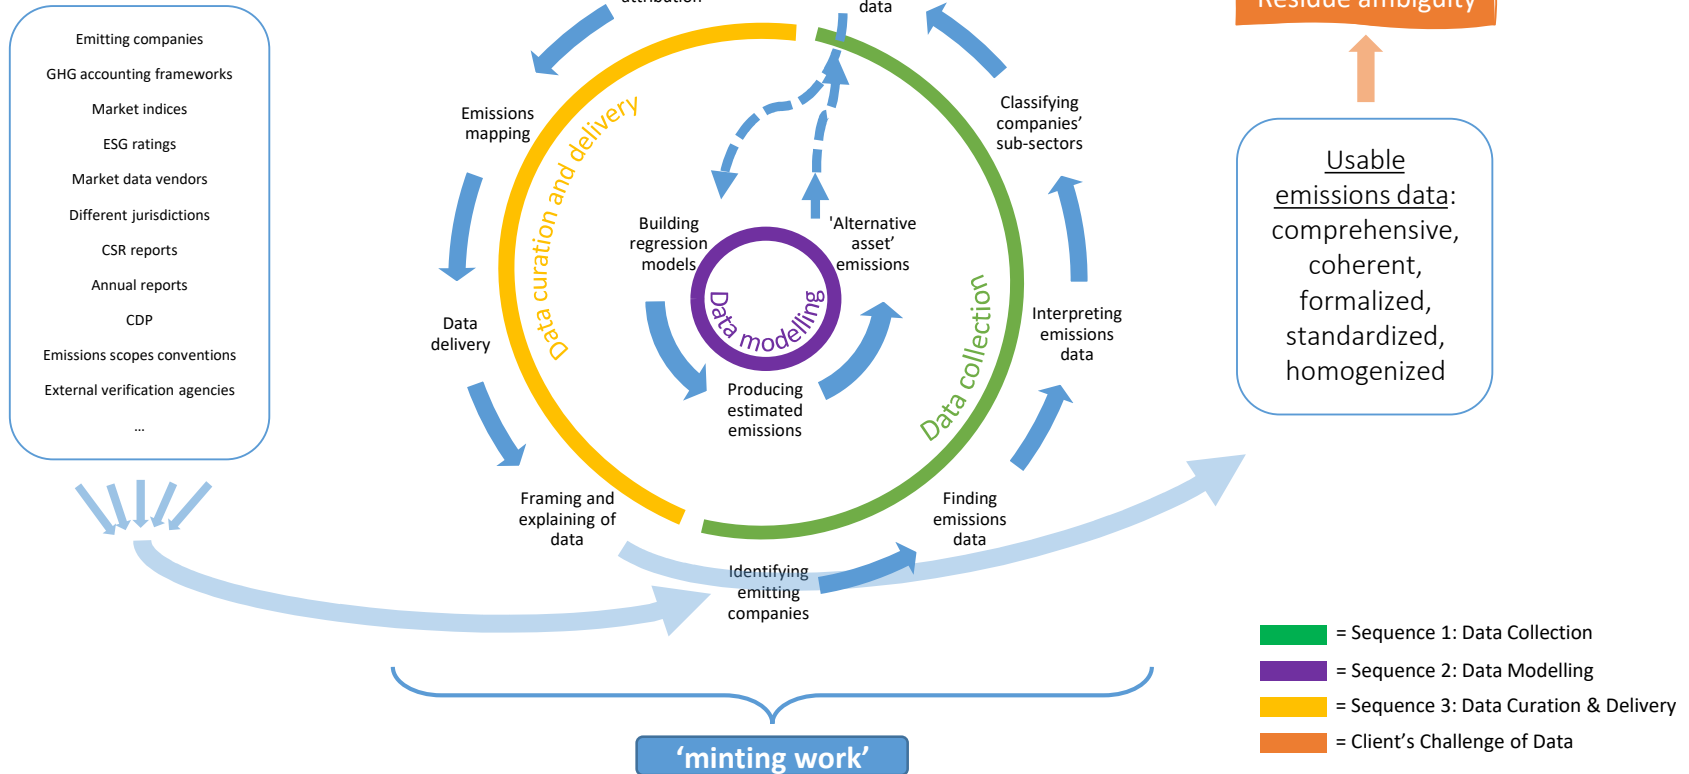 Emitting companies
GHG accounting frameworks
Market indices
ESG ratings
Market data vendors
Different jurisdictions
CSR reports
Annual reports
CDP
Emissions scopes conventions
External verification agencies
...
attribution
data
Emissions
mapping
Data
delivery
Framing and
explaining of
data
Data curation and delivery
Building
regression
models
'Alternative
asset’
emissions
Data modelling
Producing
estimated
emissions
Data collection
Classifying
companies’
sub-sectors
Interpreting
emissions
data
Finding
emissions
data
Identifying
emitting
companies
Residue ambiguity
Usable
emissions data:
comprehensive,
coherent,
formalized,
standardized,
homogenized
= Sequence 1: Data Collection
= Sequence 2: Data Modelling
= Sequence 3: Data Curation & Delivery
= Client’s Challenge of Data
‘minting work’